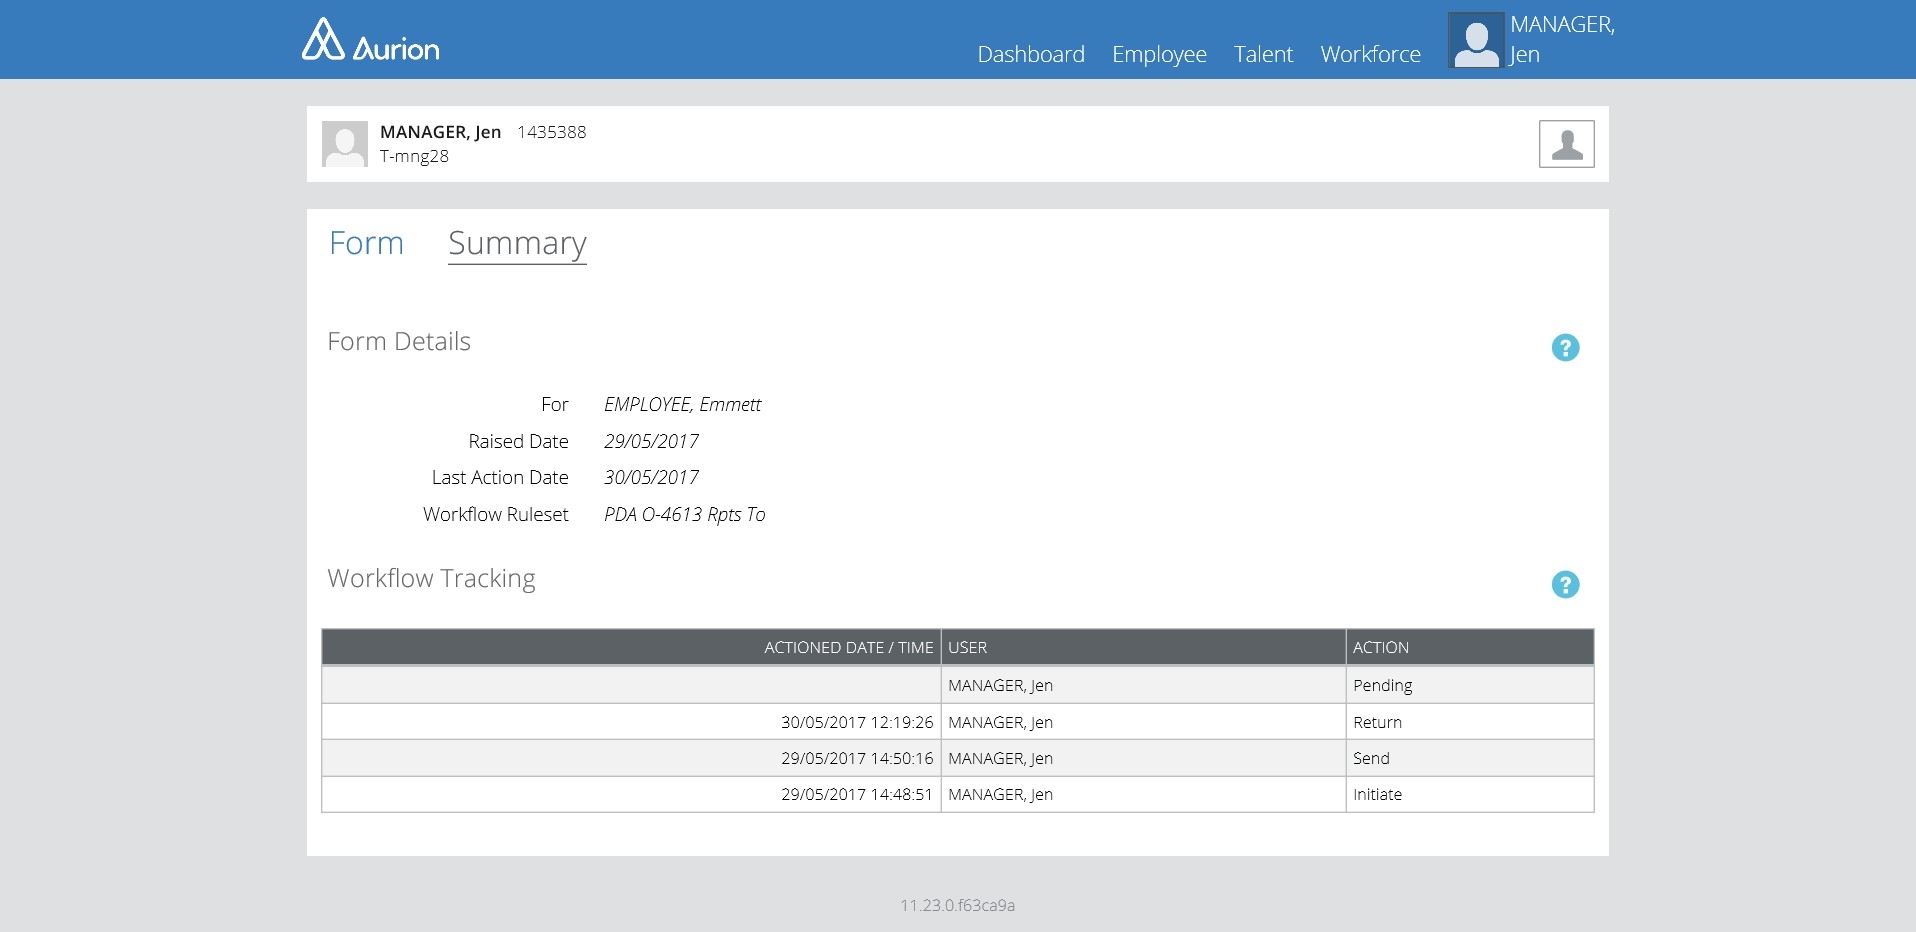 Aurion
Dashboard Employee Talent Workforce
MANAGER,
Jen
MANAGER, Jen 1435388
T-mng28
Form Summary
Form Details
?
For EMPLOYEE, Emmett
Raised Date 29/05/2017
Last Action Date 30/05/2017
Workflow Ruleset PDA O-4613 Rpts To
Workflow Tracking
?
ACTIONED DATE / TIME USER ACTION
MANAGER, Jen Pending
30/05/2017 12:19:26 MANAGER, Jen Return
29/05/2017 14:50:16 MANAGER, Jen Send
29/05/2017 14:48:51 MANAGER, Jen Initiate
11.23.0.f63ca9a